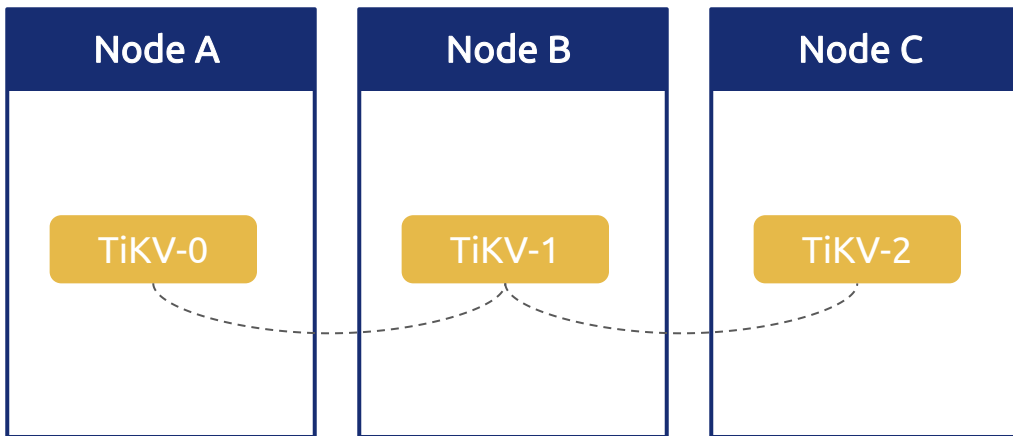 Node A
Node B
Node C
TiKV-0
TiKV-1
TiKV-2